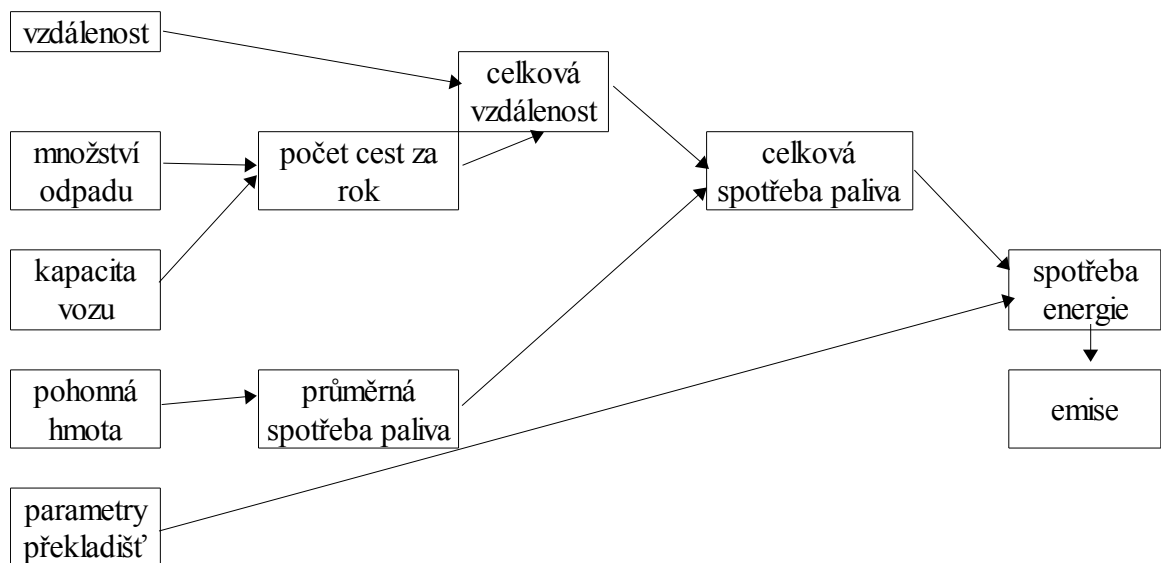 vzdálenost
celková
vzdálenost
množství
odpadu
počet cest za
rok
celková
spotřeba paliva
kapacita
vozu
spotřeba
energie
pohonná
hmota
průměrná
spotřeba paliva
emise
parametry
překladišť